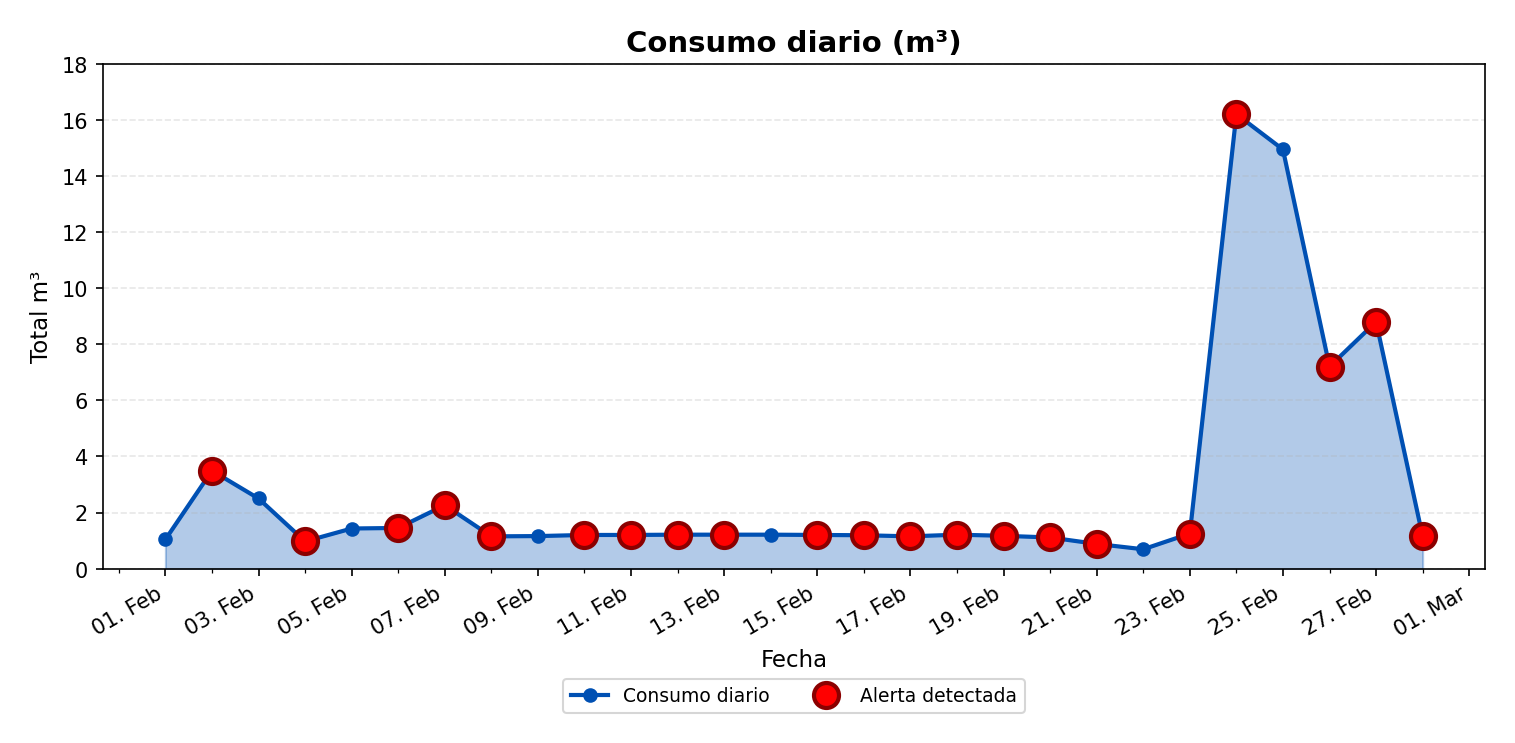 Consumo diario (m³)
Total m³
18
16
14
12
10
8
6
4
2
0
01. Feb
03. Feb
05. Feb
07. Feb
09. Feb
11. Feb
13. Feb
15. Feb
17. Feb
19. Feb
21. Feb
23. Feb
25. Feb
27. Feb
01. Mar
Fecha
Consumo diario
Alerta detectada